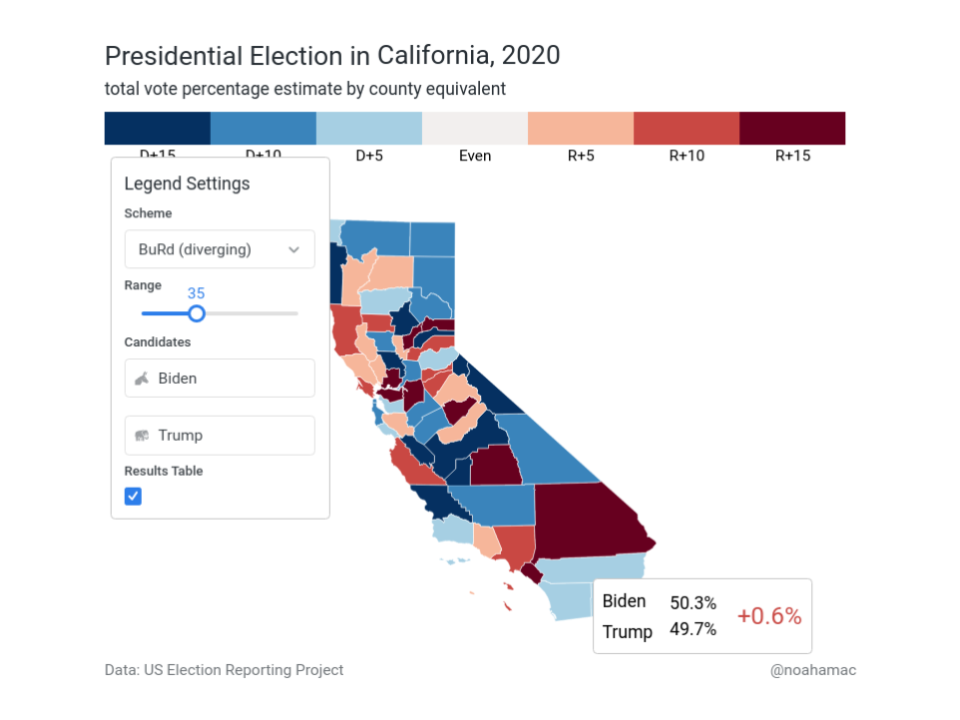 Presidential Election in California, 2020
total vote percentage estimate by county equivalent
D+15 D+10 D+5 Even R+5 R+10 R+15
Legend Settings
Scheme
BuRd (diverging)
Range
35
Candidates
Biden
Trump
Results Table
Biden 50.3% +0.6%
Trump 49.7%
Data: US Election Reporting Project
@noahamac